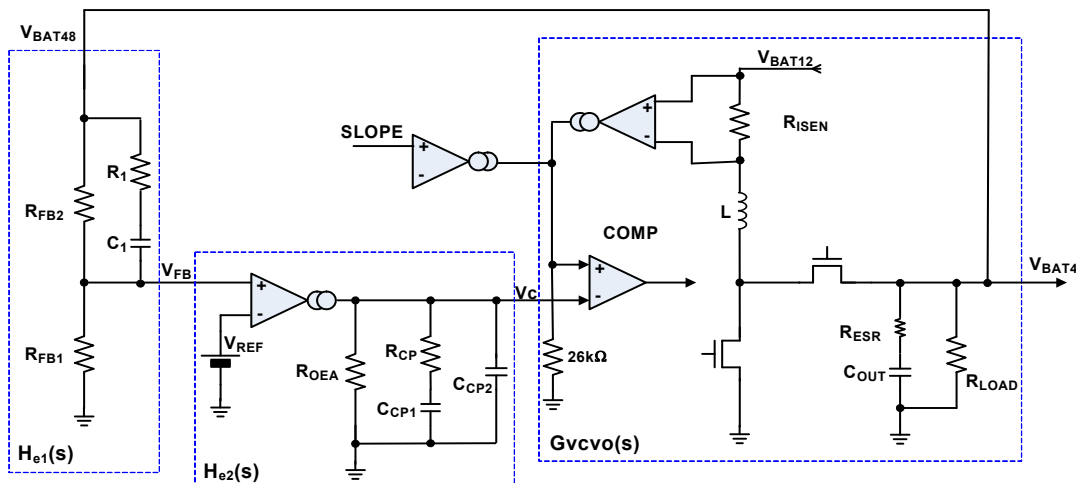 VBAT48
VBAT12
+
-
RISEN
SLOPE
+
-
R1
RFB2
C1
L
COMP
VFB
+
-
VC
+
-
VBAT4
VREF
RFB1
ROEA
RCP
CCP1
CCP2
26kΩ
RESR
COUT
RLOAD
He1(s)
He2(s)
Gvcvo(s)